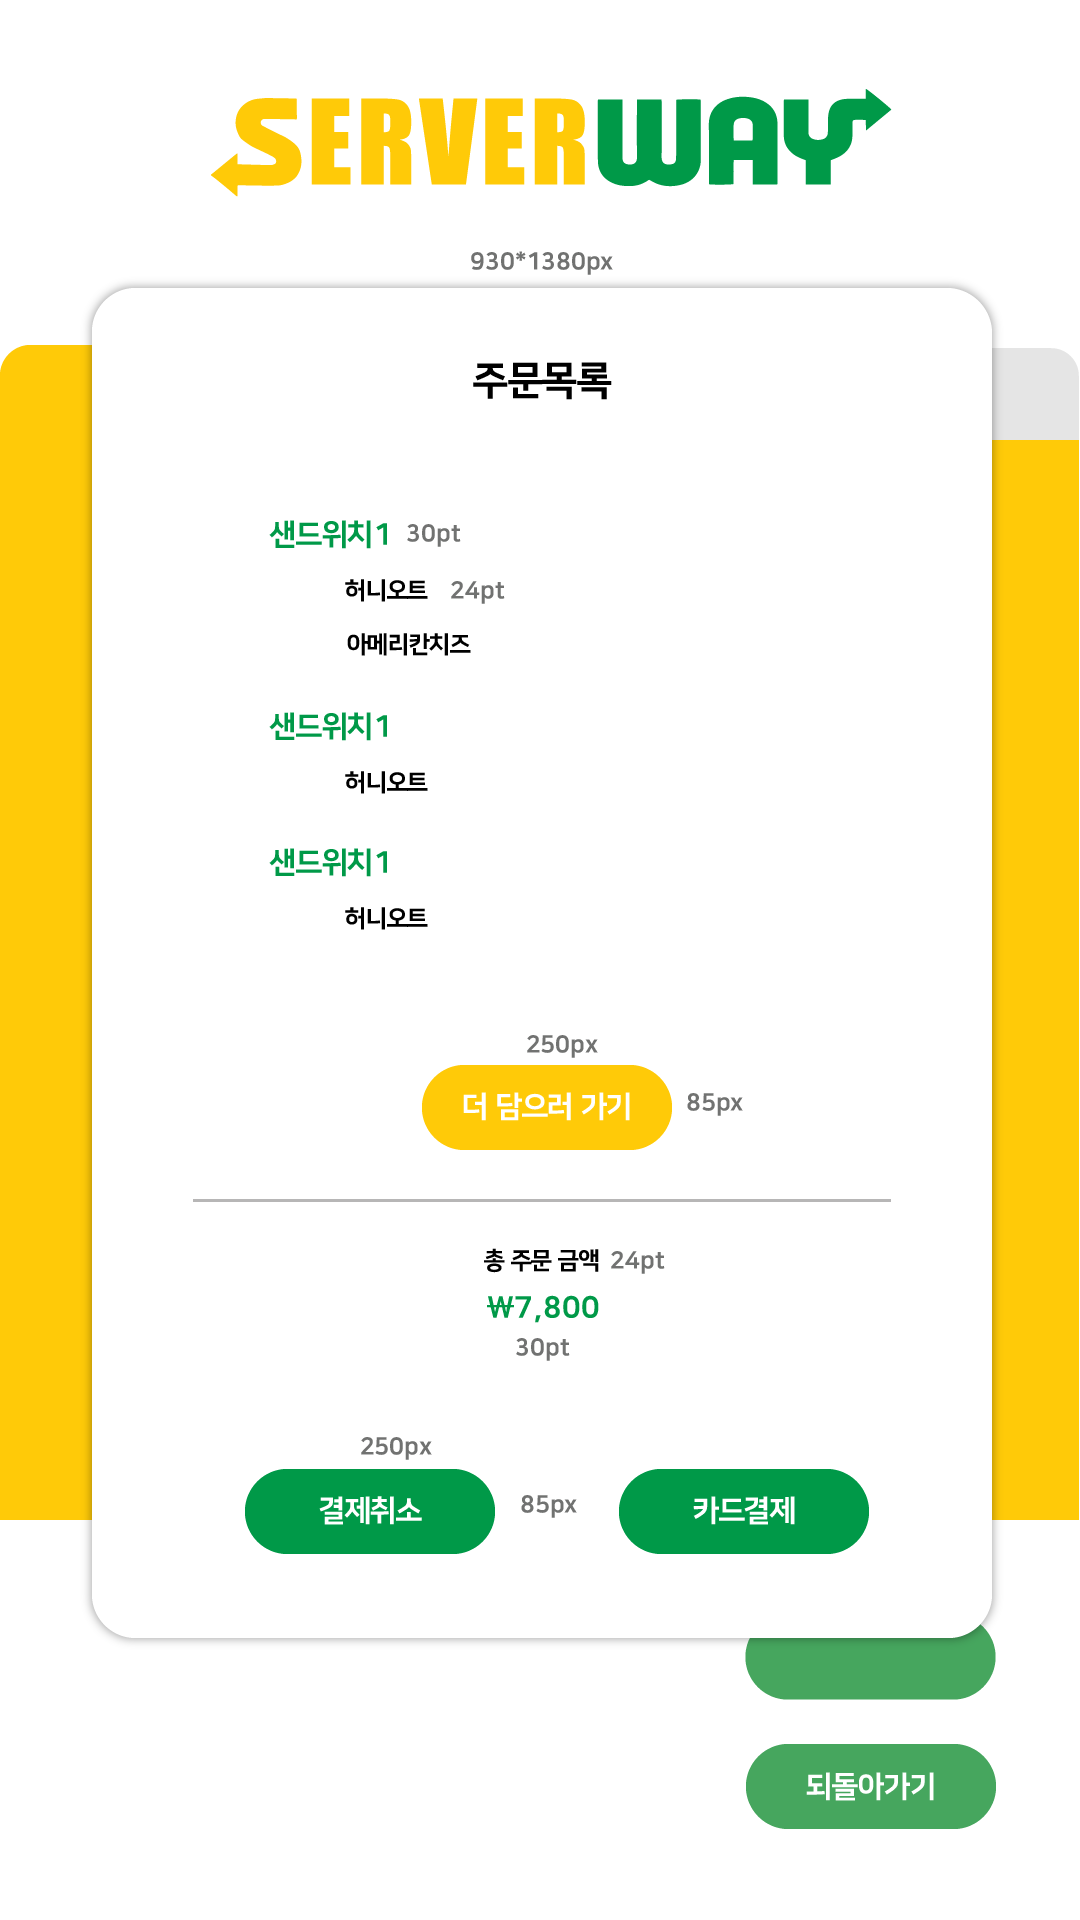 SERVERWAY
930*1380px
주문목록
샌드위치1 30pt
허니오트 24pt
아메리칸치즈
샌드위치1
허니오트
샌드위치1
허니오트
250px
더 담으러 가기 85px
총 주문 금액 24pt
₩7,800
30pt
250px
결제취소 85px 카드결제
되돌아가기